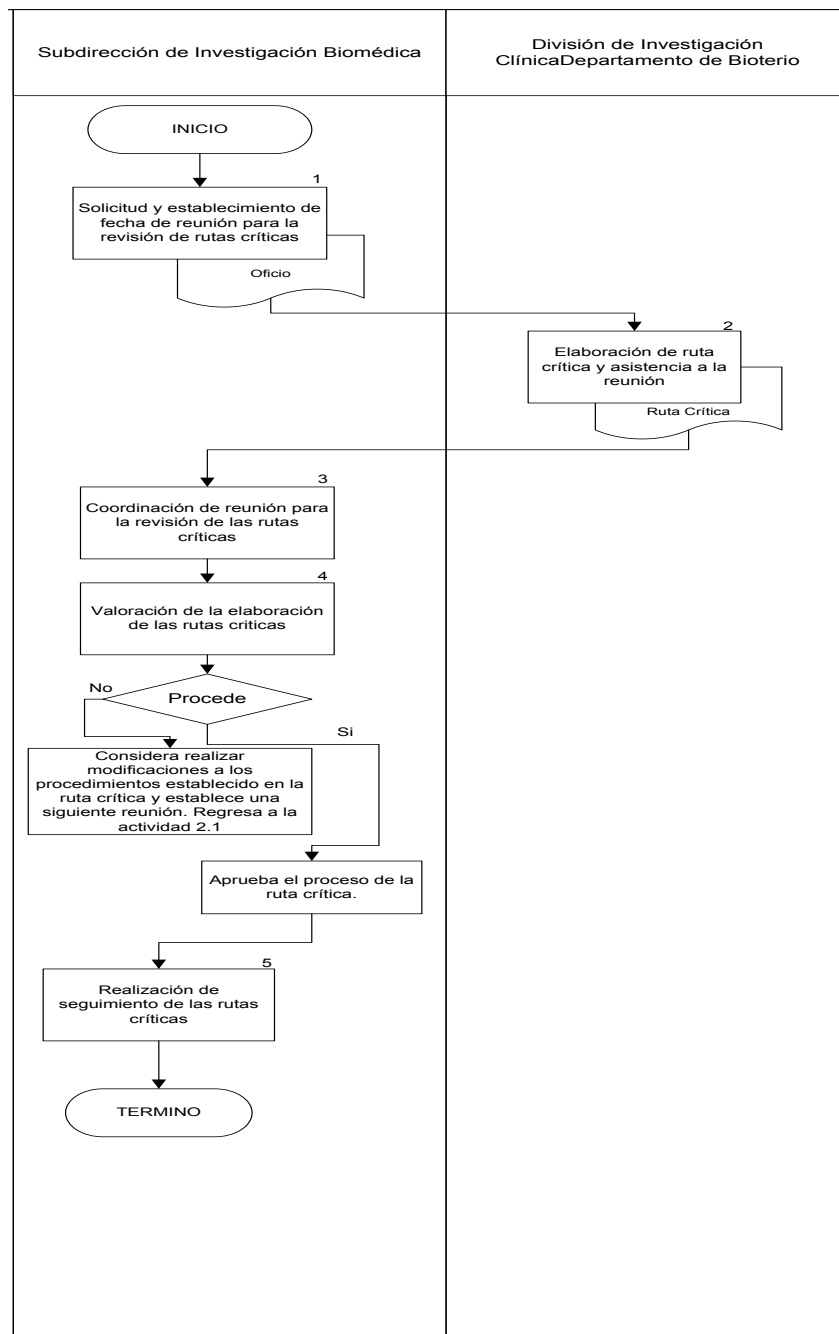 Subdirección de Investigación Biomédica
División de Investigación
ClínicaDepartamento de Bioterio
INICIO
1
Solicitud y establecimiento de
fecha de reunión para la
revisión de rutas críticas
Oficio
2
Elaboración de ruta
crítica y asistencia a la
reunión
Ruta Crítica
3
Coordinación de reunión para
la revisión de las rutas
críticas
4
Valoración de la elaboración
de las rutas criticas
No
Procede
Si
Considera realizar
modificaciones a los
procedimientos establecido en la
ruta crítica y establece una
siguiente reunión. Regresa a la
actividad 2.1
Aprueba el proceso de la
ruta crítica.
5
Realización de
seguimiento de las rutas
críticas
TERMINO